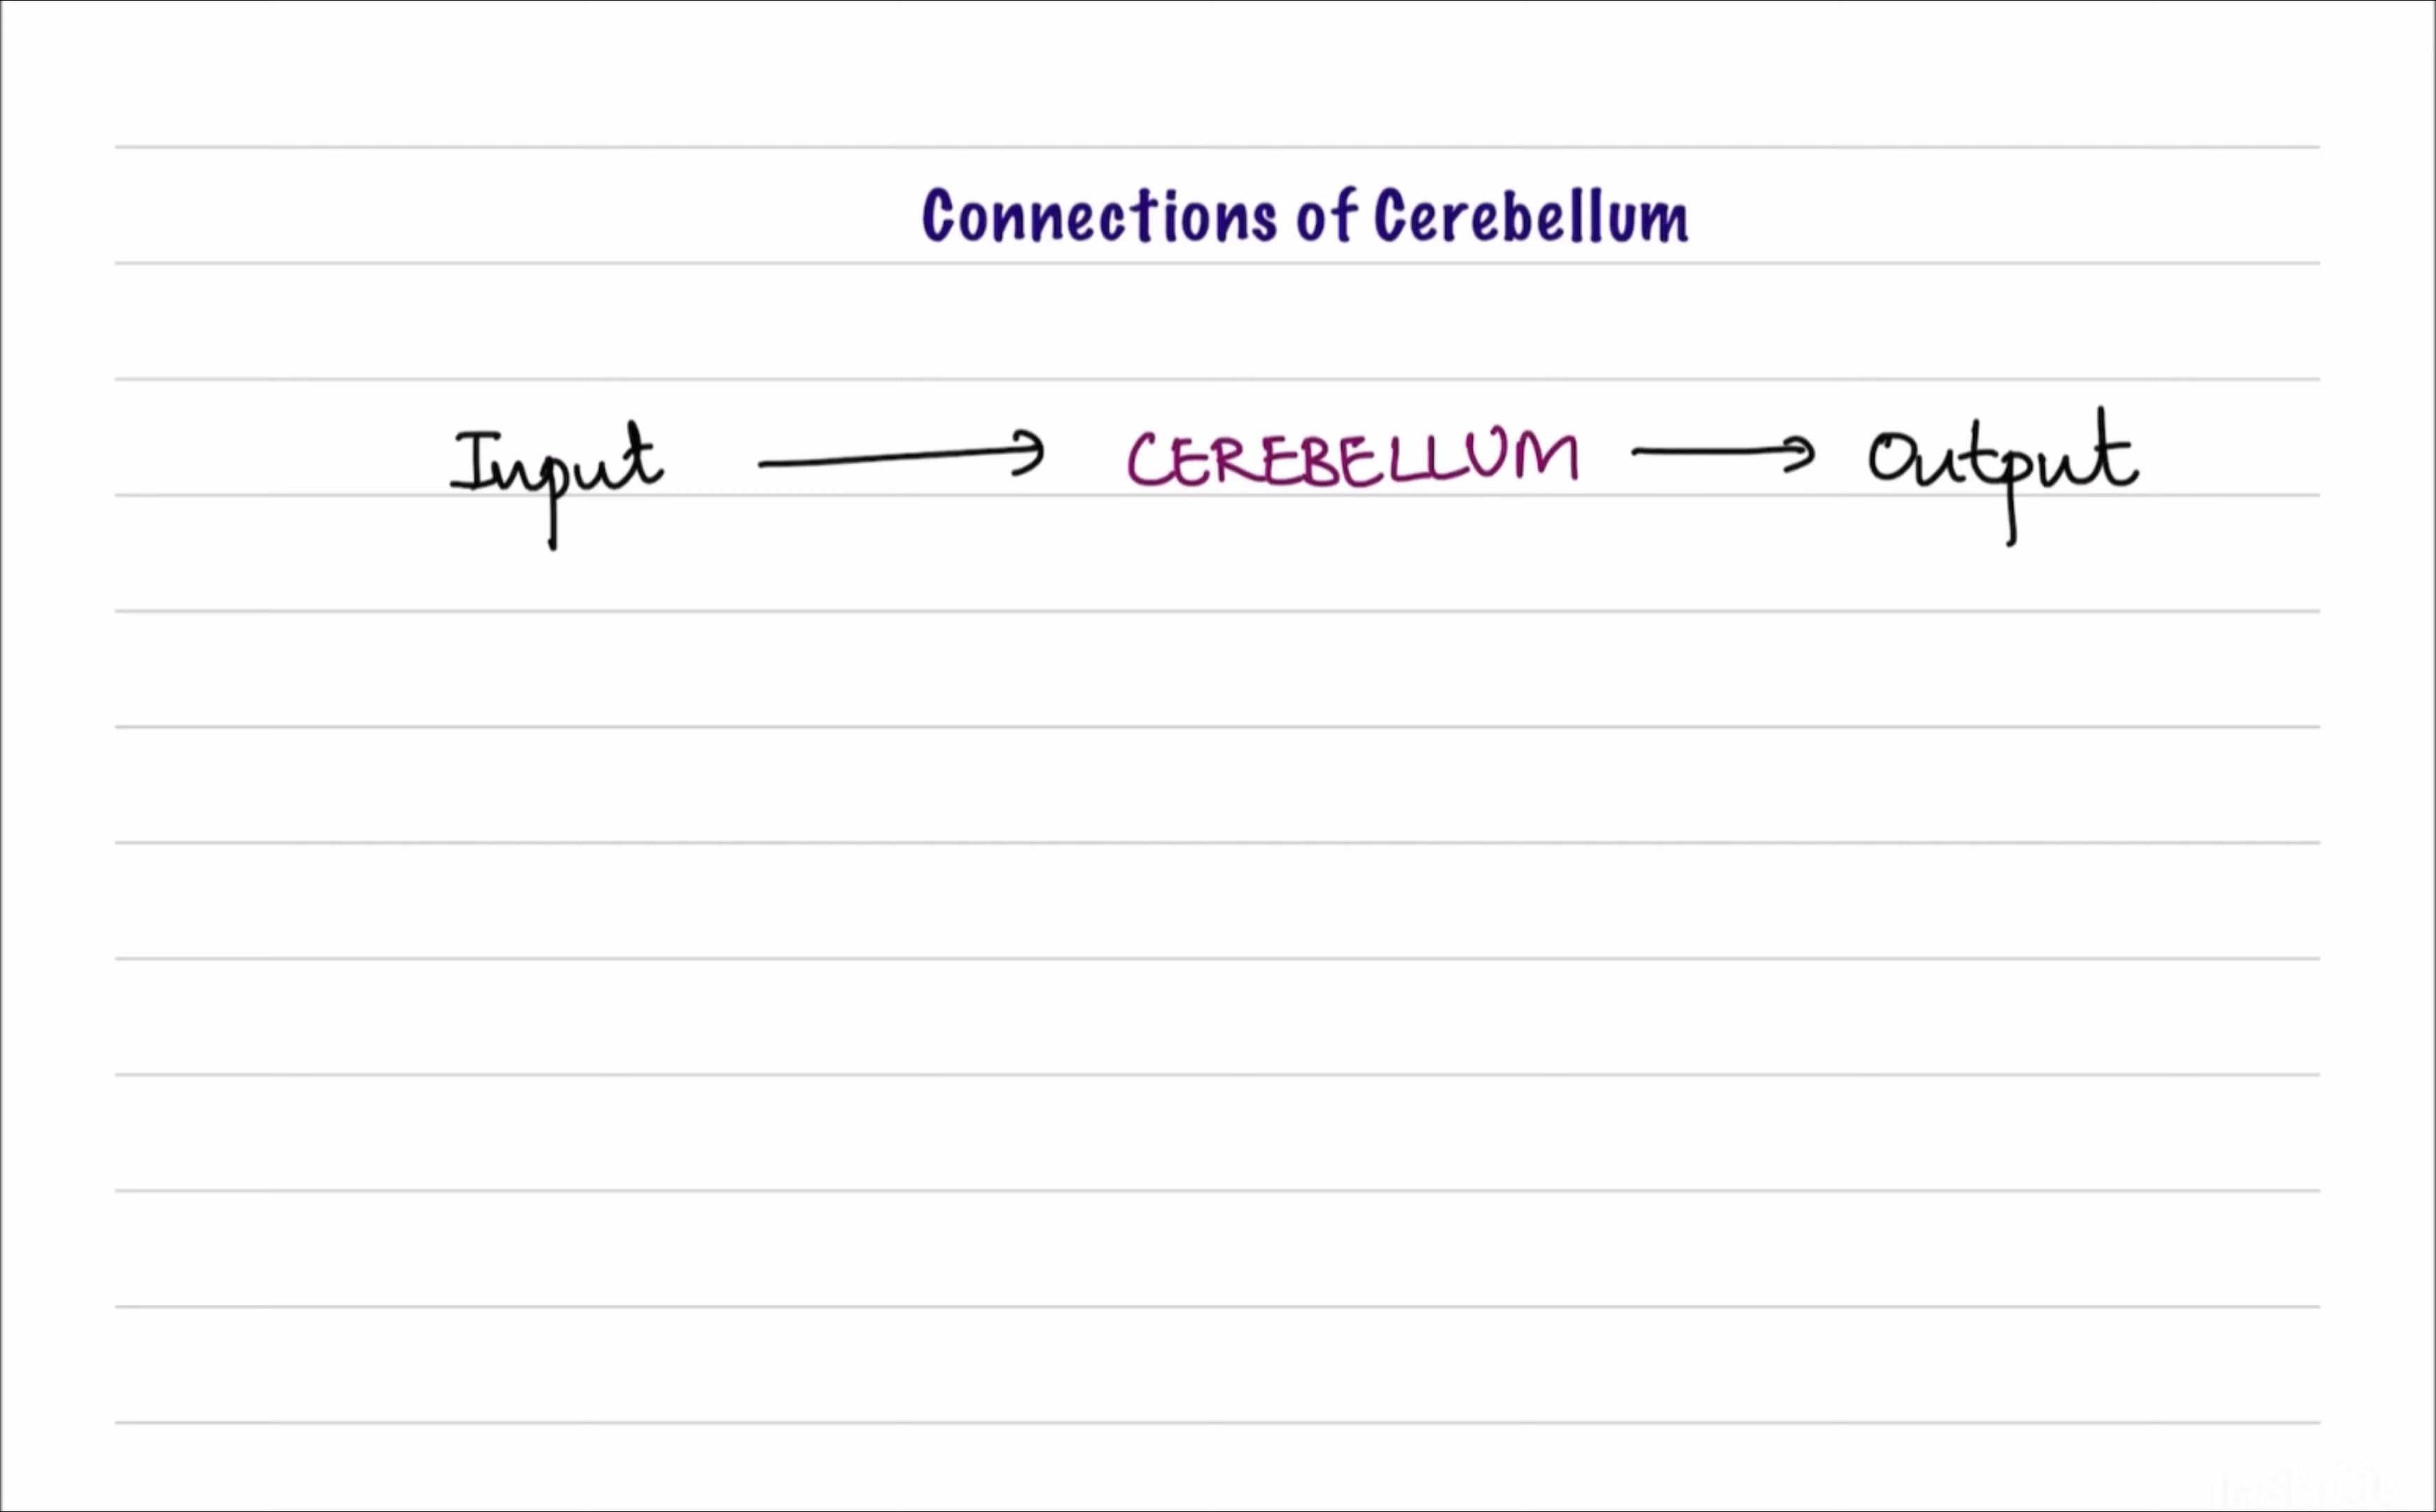 Connections of Cerebellum
Input → CEREBELLUM → Output